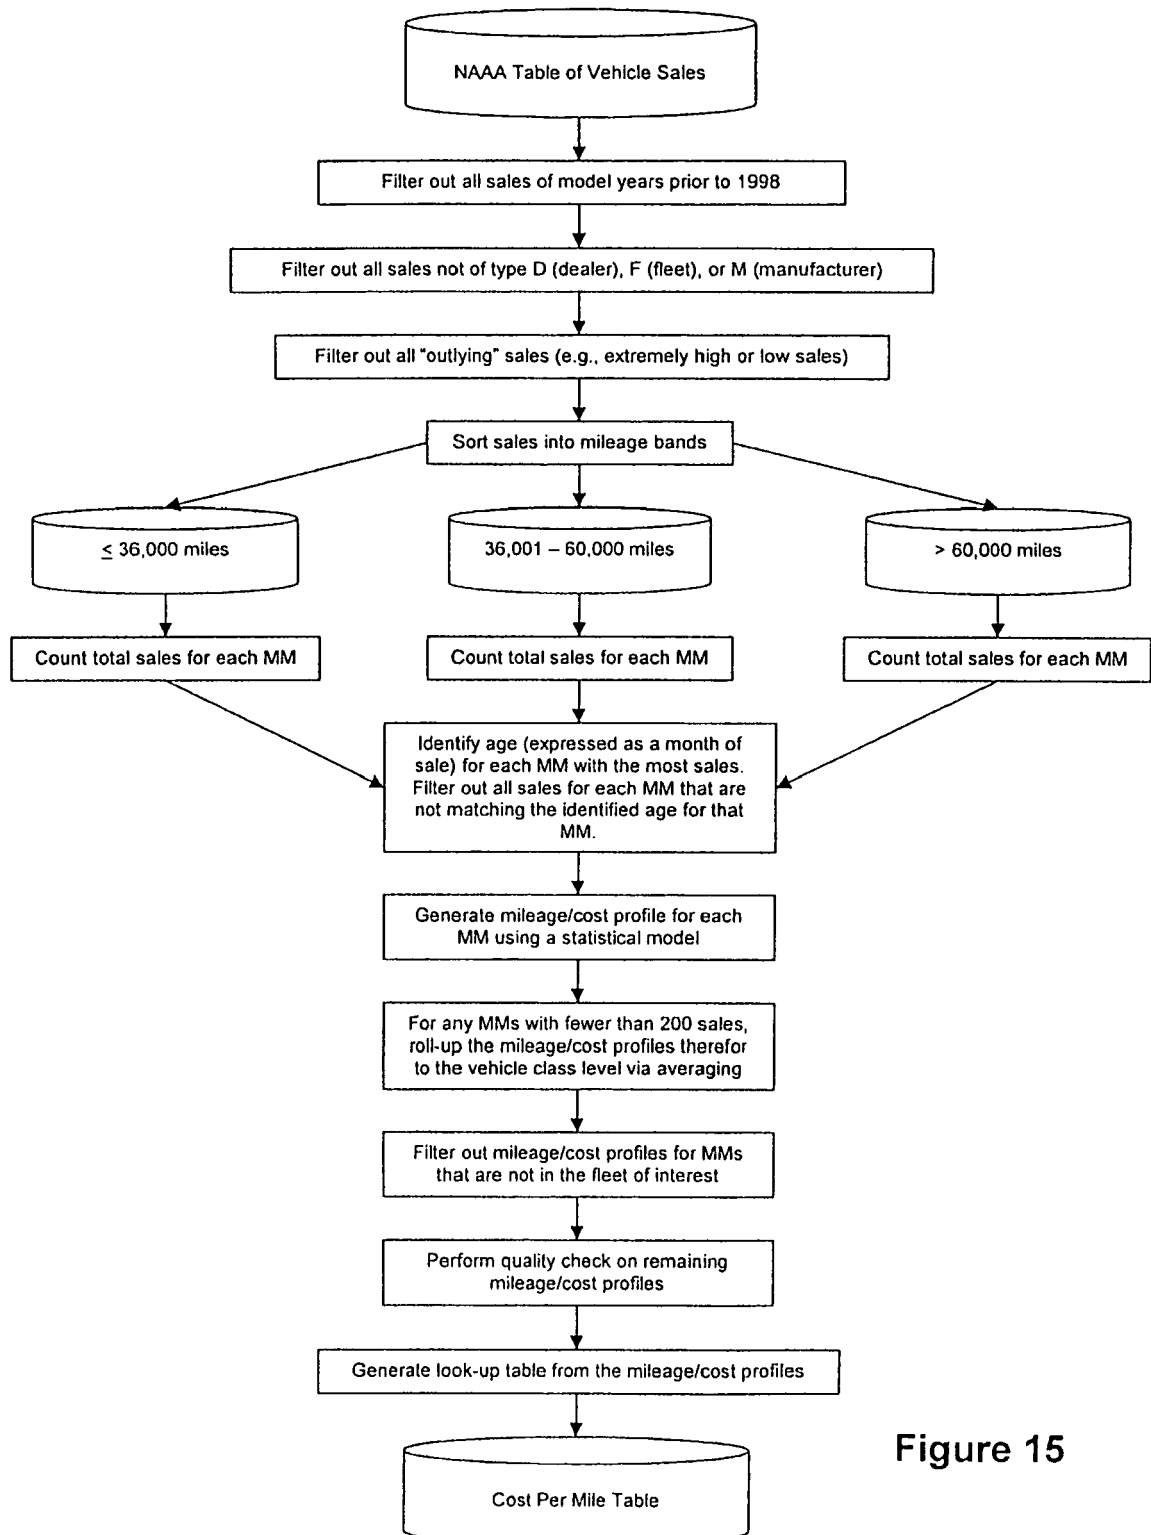 NAAA Table of Vehicle Sales
Filter out all sales of model years prior to 1998
Filter out all sales not of type D (dealer), F (fleet), or M (manufacturer)
Filter out all "outlying" sales (e.g., extremely high or low sales)
Sort sales into mileage bands
≤ 36,000 miles
36,001 – 60,000 miles
> 60,000 miles
Count total sales for each MM
Count total sales for each MM
Count total sales for each MM
Identify age (expressed as a month of
sale) for each MM with the most sales.
Filter out all sales for each MM that are
not matching the identified age for that
MM.
Generate mileage/cost profile for each
MM using a statistical model
For any MMs with fewer than 200 sales,
roll-up the mileage/cost profiles therefor
to the vehicle class level via averaging
Filter out mileage/cost profiles for MMs
that are not in the fleet of interest
Perform quality check on remaining
mileage/cost profiles
Generate look-up table from the mileage/cost profiles
Cost Per Mile Table
Figure 15